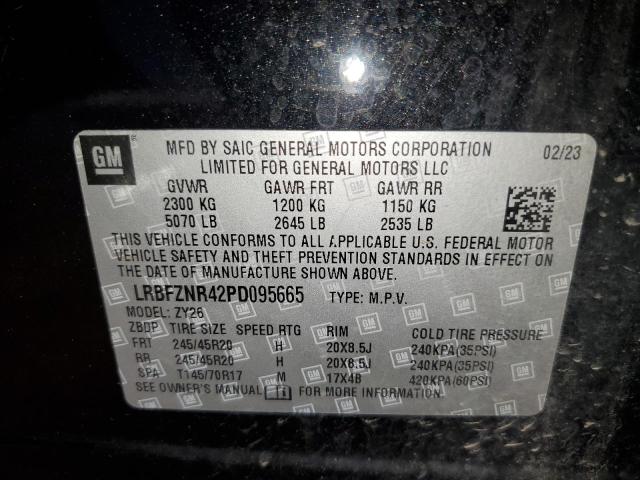 GM
MFD BY SAIC GENERAL MOTORS CORPORATION 02/23
LIMITED FOR GENERAL MOTORS LLC
GVWR GAWR FRT GAWR RR
2300 KG 1200 KG 1150 KG
5070 LB 2645 LB 2535 LB
THIS VEHICLE CONFORMS TO ALL APPLICABLE U.S. FEDERAL MOTOR
VEHICLE SAFETY AND THEFT PREVENTION STANDARDS IN EFFECT ON
THE DATE OF MANUFACTURE SHOWN ABOVE.
LRBFZNR42PD095665 TYPE: M.P.V.
MODEL: ZY26
ZBDP TIRE SIZE SPEED RTG RIM COLD TIRE PRESSURE
FRT 245/45R20 H 20X8.5J 240KPA(35PSI)
RR 245/45R20 H 20X8.5J 240KPA(35PSI)
SPA T145/70R17 M 17X4B 420KPA(60PSI)
SEE OWNER'S MANUAL FOR MORE INFORMATION